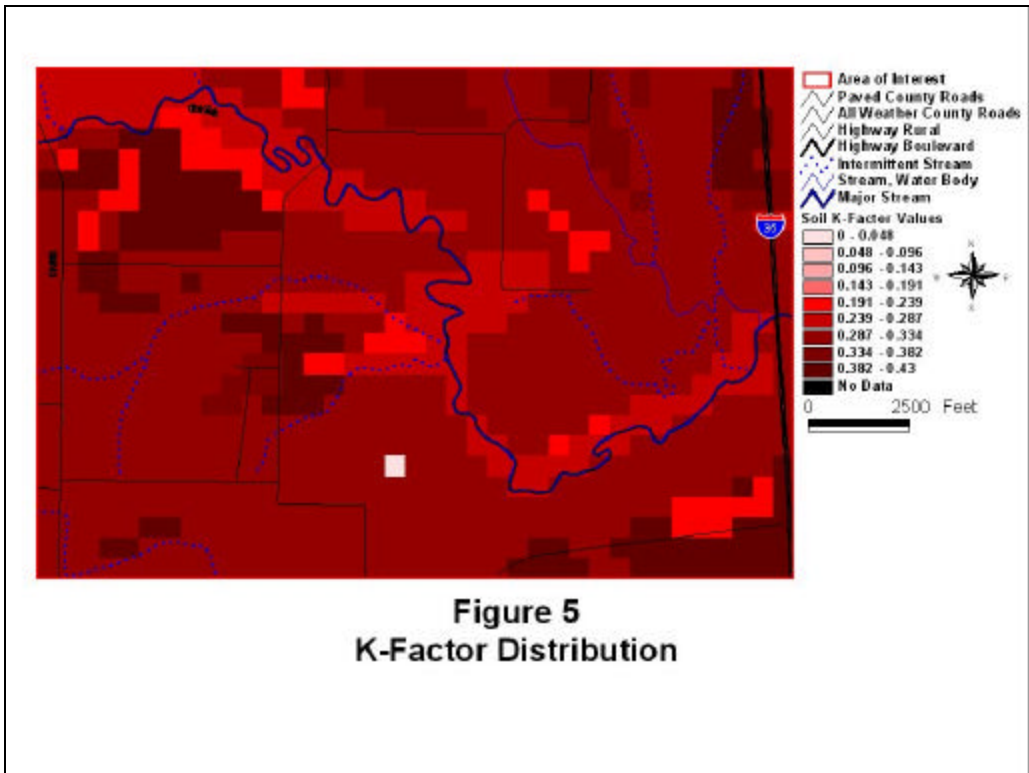 Area of Interest
Paved County Roads
All Weather County Roads
Highway Rural
Highway Boulevard
Intermittent Stream
Stream, Water Body
Major Stream
Soil K-Factor Values
0 - 0.048
0.048 - 0.096
0.096 - 0.143
0.143 - 0.191
0.191 - 0.239
0.239 - 0.287
0.287 - 0.334
0.334 - 0.382
0.382 - 0.43
No Data
0 2500 Feet
35
Figure 5
K-Factor Distribution